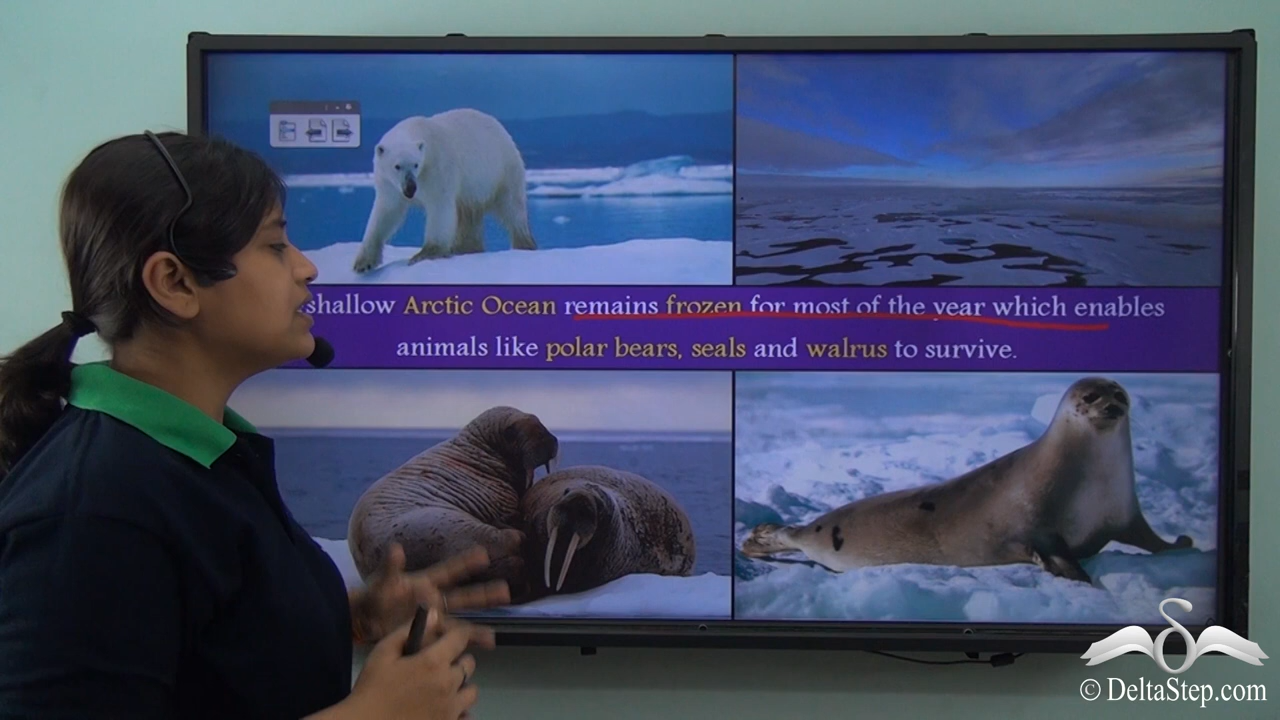 shallow Arctic Ocean remains frozen for most of the year which enables
animals like polar bears, seals and walrus to survive.
© DeltaStep.com